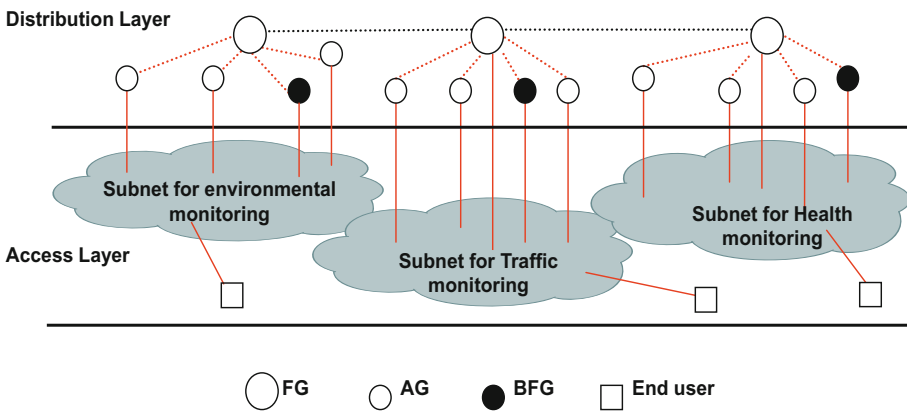 Distribution Layer
Subnet for environmental
monitoring
Subnet for Health
monitoring
Access Layer
Subnet for Traffic
monitoring
FG
AG
BFG
End user